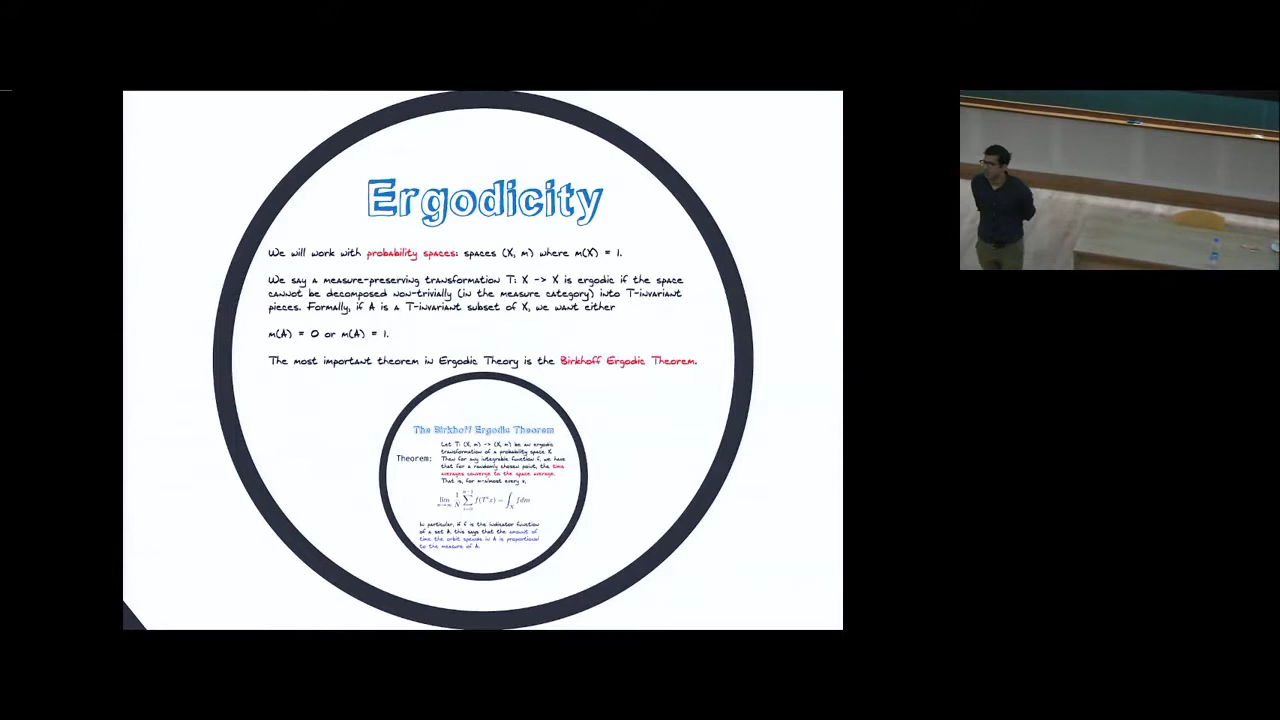 Ergodicity
We will work with probability spaces: spaces (X, m) where m(X) = 1.
We say a measure-preserving transformation T: X -> X is ergodic if the space
cannot be decomposed non-trivially (in the measure category) into T-invariant
pieces. Formally, if A is a T-invariant subset of X, we want either
m(A) = 0 or m(A) = 1.
The most important theorem in Ergodic Theory is the Birkhoff Ergodic Theorem.
The Birkhoff Ergodic Theorem
Theorem:
Let T: (X, m) -> (X, m) be an ergodic
transformation of a probability space X.
Then for any integrable function f, we have
that for a randomly chosen point, the time
averages converge to the space average.
That is, for m-almost every x,
lim n→∞ 1/N ∑ i=0 n-1 f(T^i x) = ∫_X f dm
In particular, if f is the indicator function
of a set A, this says that the amount of
time the orbit spends in A is proportional
to the measure of A.